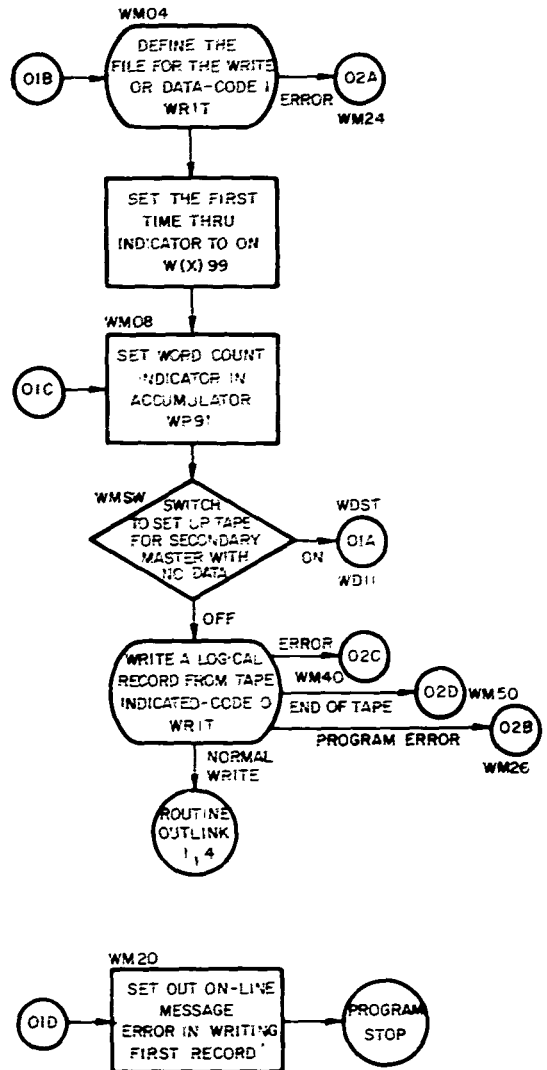 WM04
DEFINE THE
FILE FOR THE WRITE
OR DATA-CODE 1
WRIT
01B
02A
ERROR
WM24
SET THE FIRST
TIME THRU
INDICATOR TO ON
W(X)99
WM08
SET WORD COUNT
INDICATOR IN
ACCUMULATOR
WP91
01C
WMSW
SWITCH
TO SET UP TAPE
FOR SECONDARY
MASTER WITH
NO DATA
WDST
01A
ON
WD11
OFF
WRITE A LOGICAL
RECORD FROM TAPE
INDICATED-CODE 0
WRIT
ERROR
02C
WM40
02D
WM50
END OF TAPE
02B
PROGRAM ERROR
WM26
NORMAL
WRITE
ROUTINE
OUTLINK
1,4
WM20
SET OUT ON-LINE
MESSAGE
ERROR IN WRITING
FIRST RECORD'
01D
PROGRAM
STOP